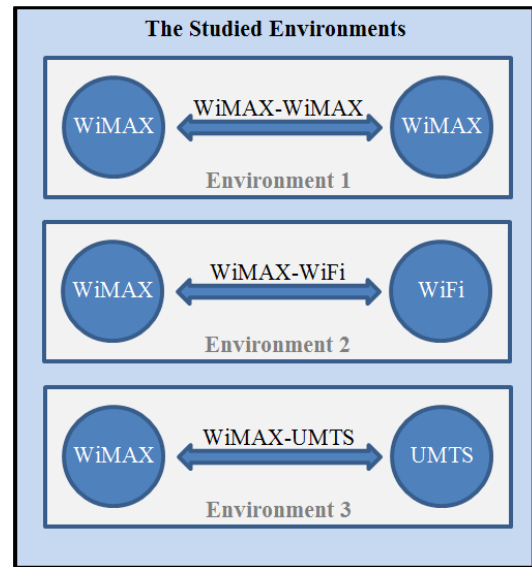 The Studied Environments
WiMAX-WiMAX
WiMAX WiMAX
Environment 1
WiMAX-WiFi
WiMAX WiFi
Environment 2
WiMAX-UMTS
WiMAX UMTS
Environment 3